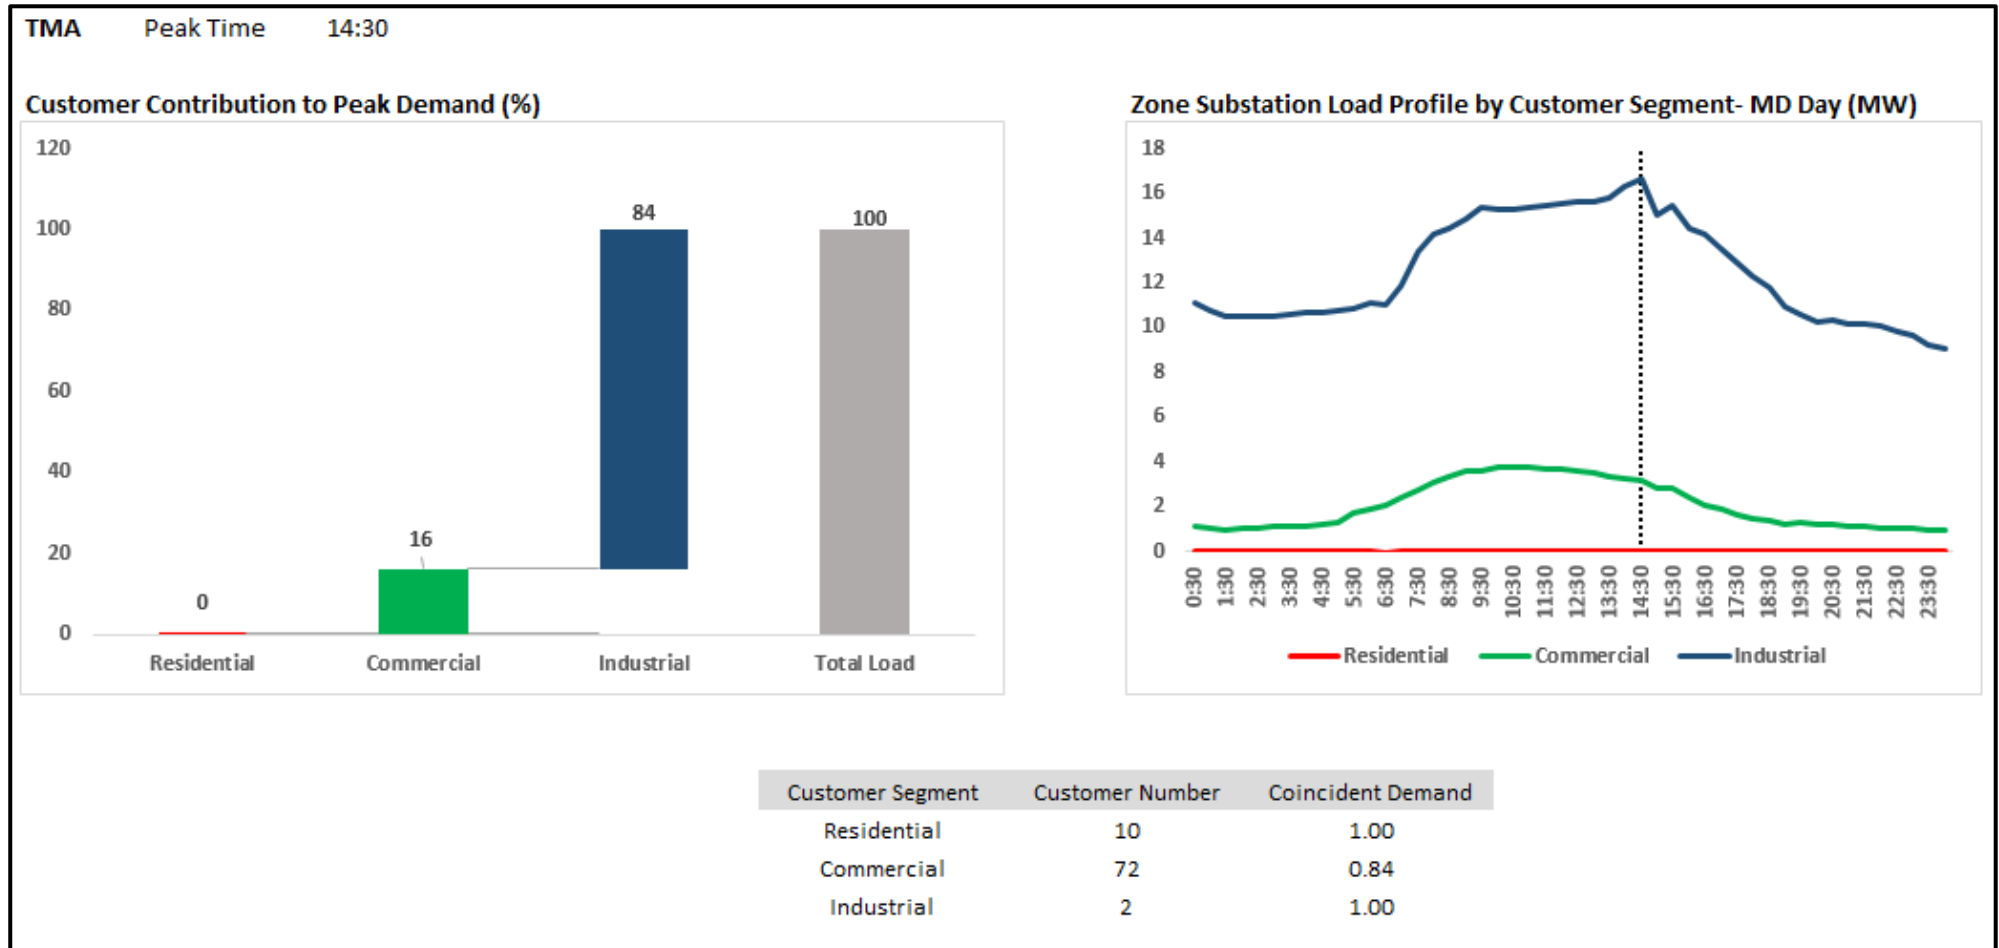 TMA Peak Time 14:30
Customer Contribution to Peak Demand (%)
120
100
80
60
40
20
0
0
16
84
100
Residential Commercial Industrial Total Load
Zone Substation Load Profile by Customer Segment- MD Day (MW)
18
16
14
12
10
8
6
4
2
0
0:30 1:30 2:30 3:30 4:30 5:30 6:30 7:30 8:30 9:30 10:30 11:30 12:30 13:30 14:30 15:30 16:30 17:30 18:30 19:30 20:30 21:30 22:30 23:30
Residential Commercial Industrial
Customer Segment Customer Number Coincident Demand
Residential 10 1.00
Commercial 72 0.84
Industrial 2 1.00